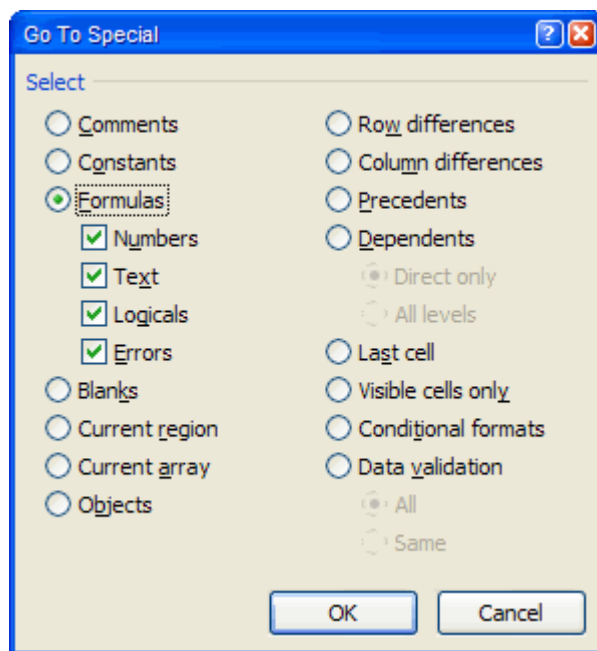 Go To Special
Select
Comments
Constants
Formulas
Numbers
Text
Logicals
Errors
Blanks
Current region
Current array
Objects
Row differences
Column differences
Precedents
Dependents
Direct only
All levels
Last cell
Visible cells only
Conditional formats
Data validation
All
Same
OK
Cancel